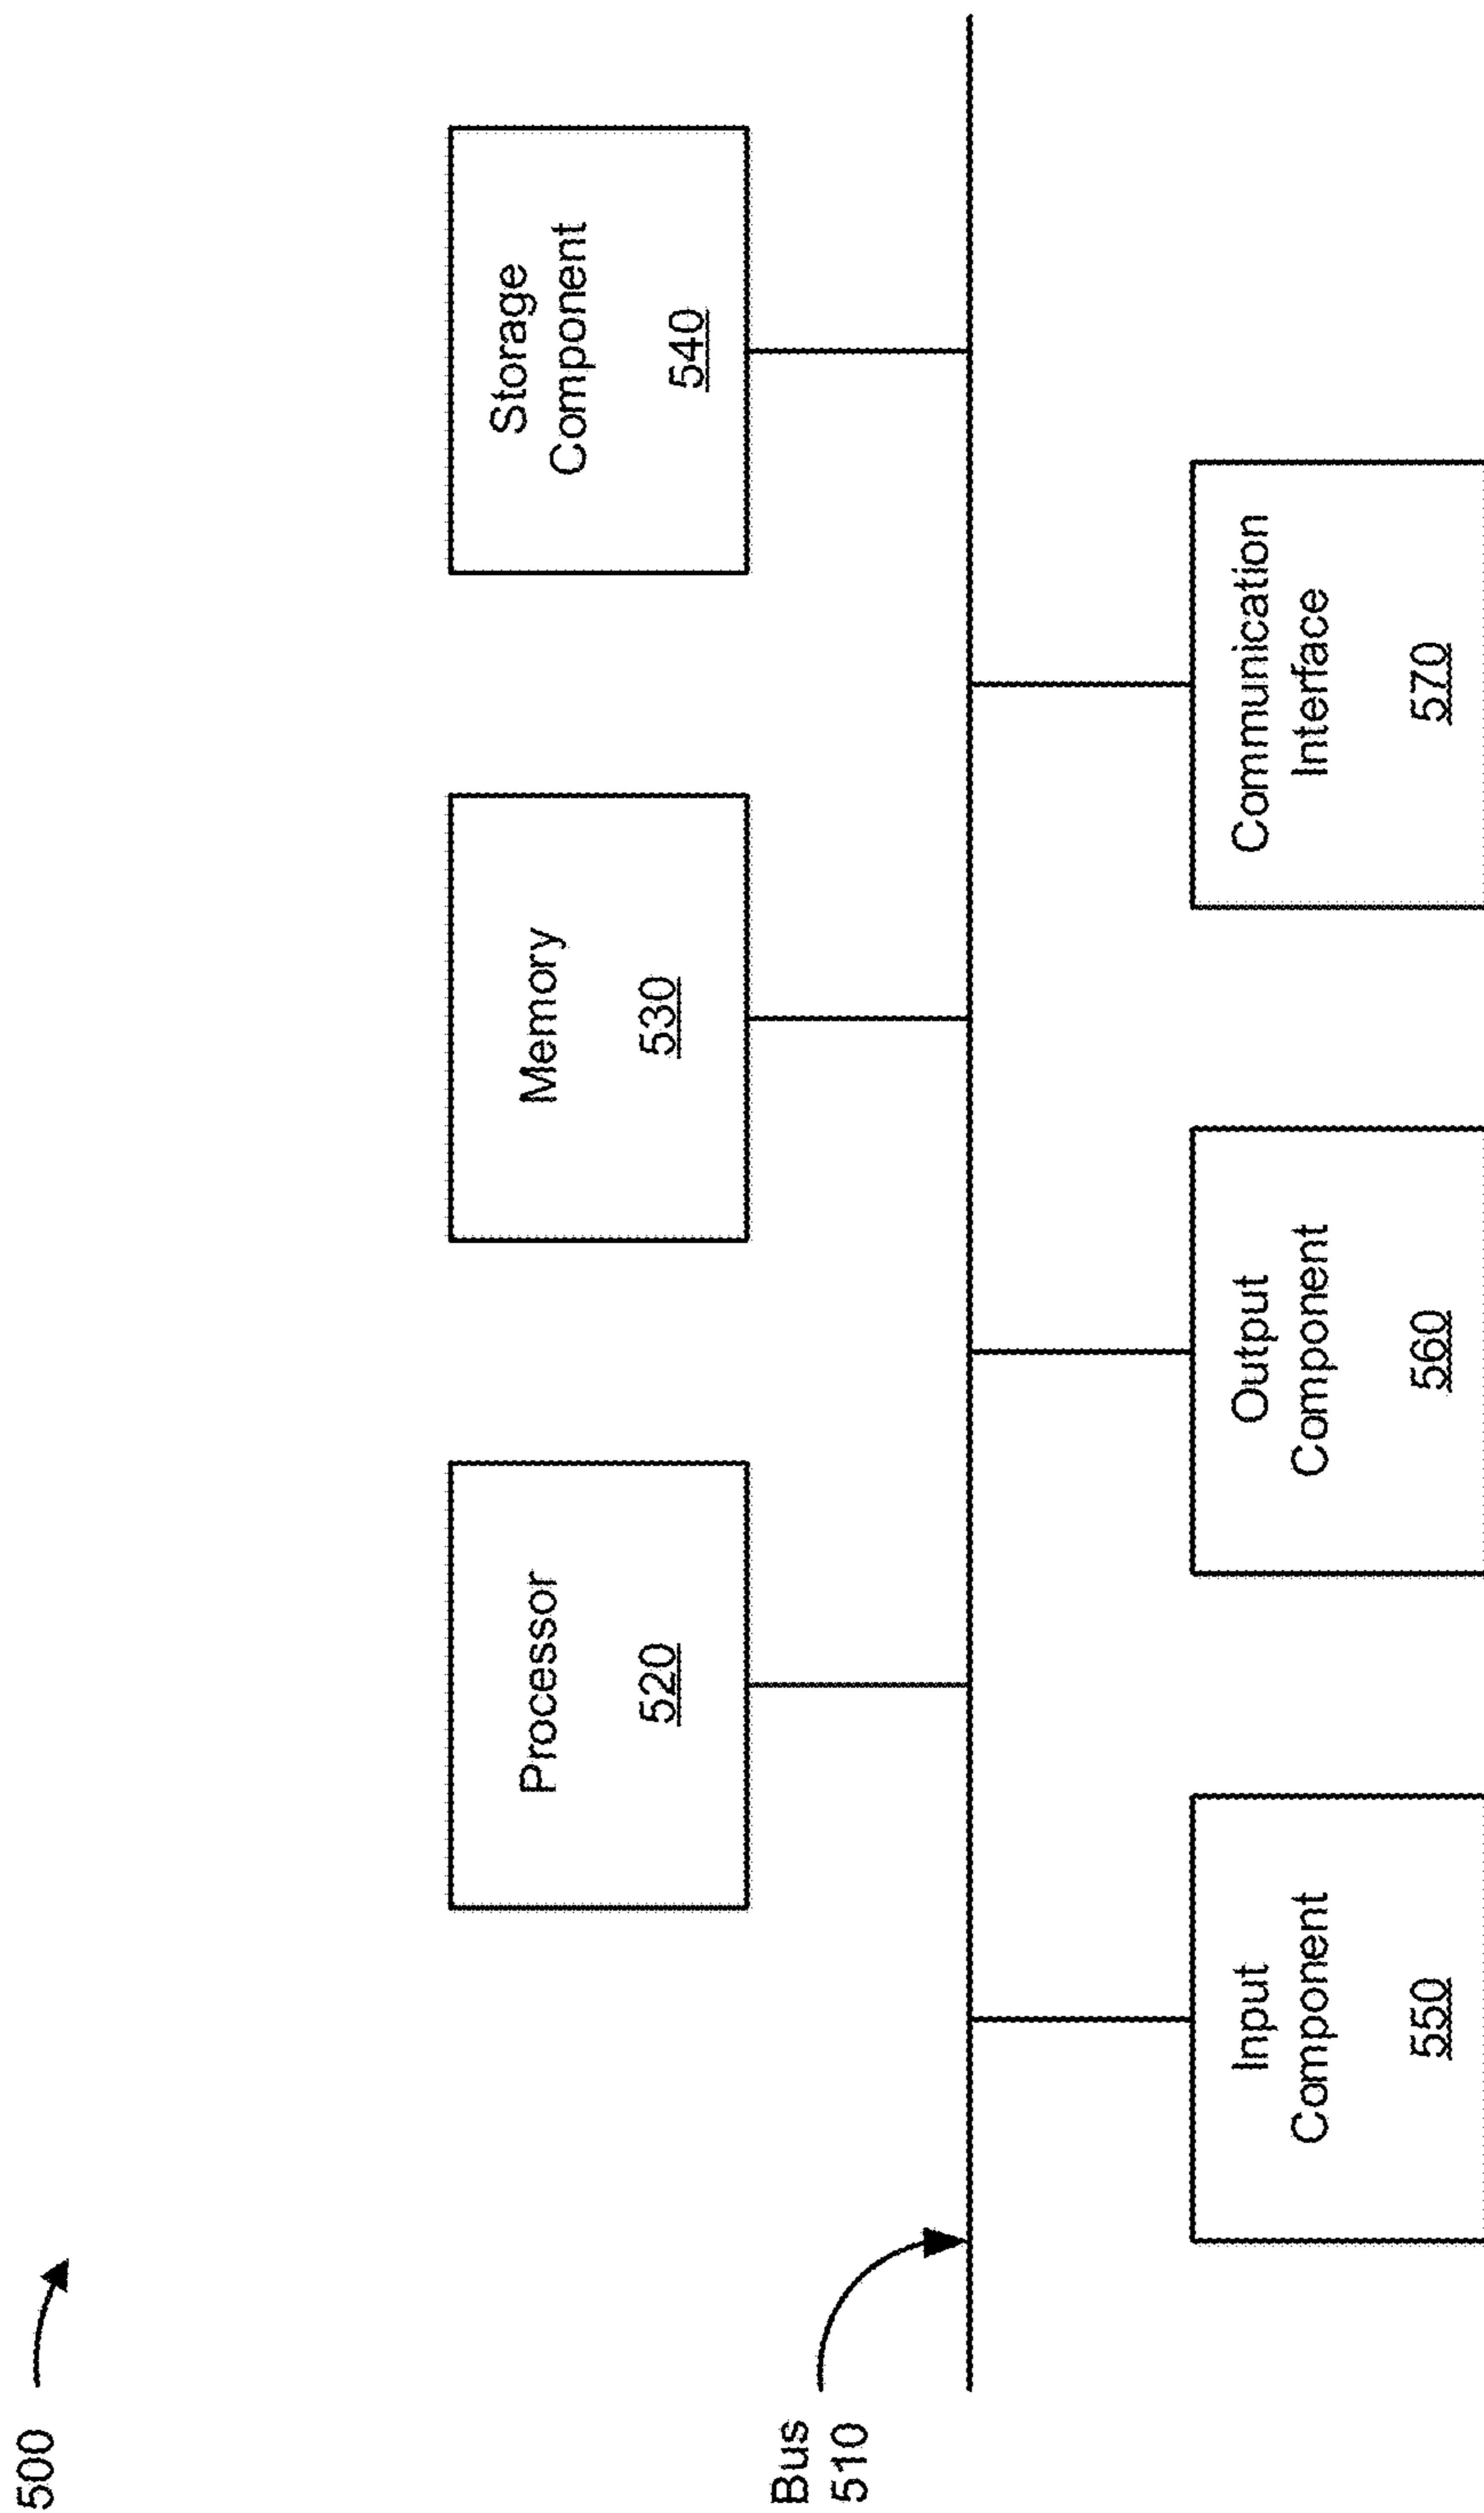 500
Processor
520
Memory
530
Storage
Component
540
Bus
510
Input
Component
550
Output
Component
560
Communication
Interface
570